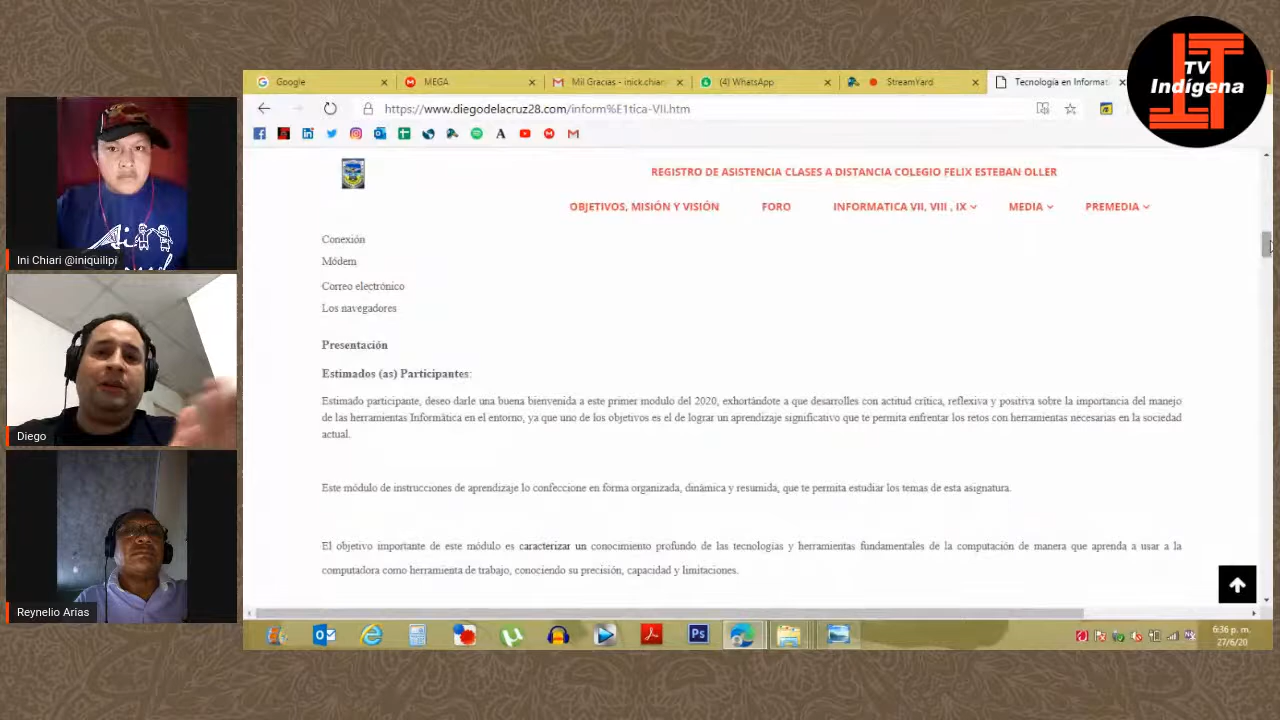 TV
Indígena
Google
MEGA
Mil Gracias - inick.chiari
(4) WhatsApp
StreamYard
Tecnología en Informat
https://www.diegodelacruz28.com/inform%E1tica-VII.htm
REGISTRO DE ASISTENCIA CLASES A DISTANCIA COLEGIO FELIX ESTEBAN OLLER
OBJETIVOS, MISIÓN Y VISIÓN FORO INFORMATICA VII, VIII , IX MEDIA PREMEDIA
Conexión
Módem
Correo electrónico
Los navegadores
Presentación
Estimados (as) Participantes:
Estimado participante, deseo darle una buena bienvenida a este primer modulo del 2020, exhortándote a que desarrolles con actitud crítica, reflexiva y positiva sobre la importancia del manejo
de las herramientas Informática en el entorno, ya que uno de los objetivos es el de lograr un aprendizaje significativo que te permita enfrentar los retos con herramientas necesarias en la sociedad
actual.
Este módulo de instrucciones de aprendizaje lo confeccione en forma organizada, dinámica y resumida, que te permita estudiar los temas de esta asignatura.
El objetivo importante de este módulo es caracterizar un conocimiento profundo de las tecnologías y herramientas fundamentales de la computación de manera que aprenda a usar a la
computadora como herramienta de trabajo, conociendo su precisión, capacidad y limitaciones.
Ini Chiari @iniquilipi
Diego
Reynelio Arias
Ps
6:36 p. m.
27/6/20